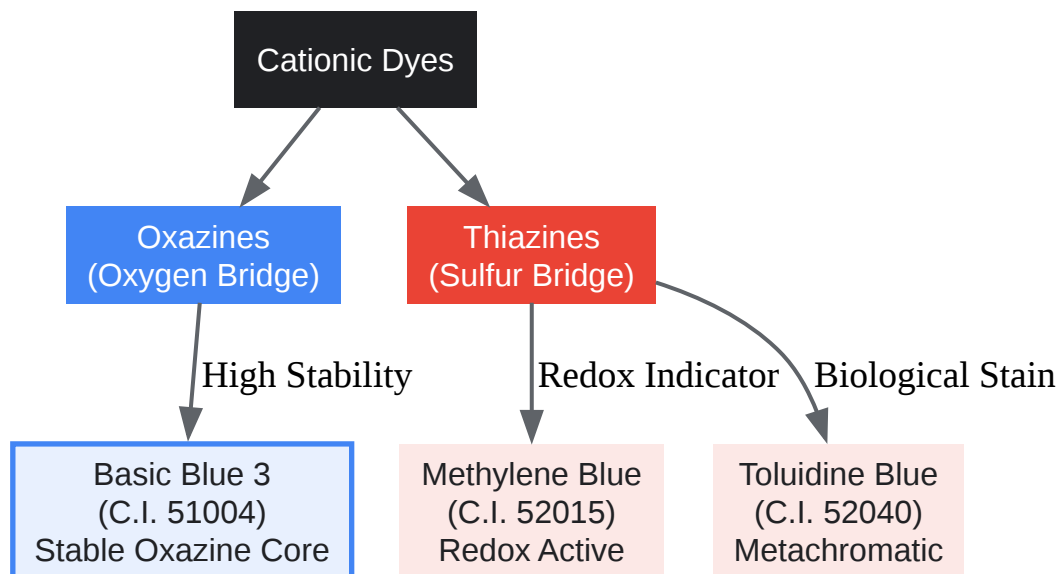 Cationic Dyes
Oxazines
(Oxygen Bridge)
Thiazines
(Sulfur Bridge)
High Stability
Redox Indicator
Biological Stain
Basic Blue 3
(C.I. 51004)
Stable Oxazine Core
Methylene Blue
(C.I. 52015)
Redox Active
Toluidine Blue
(C.I. 52040)
Metachromatic